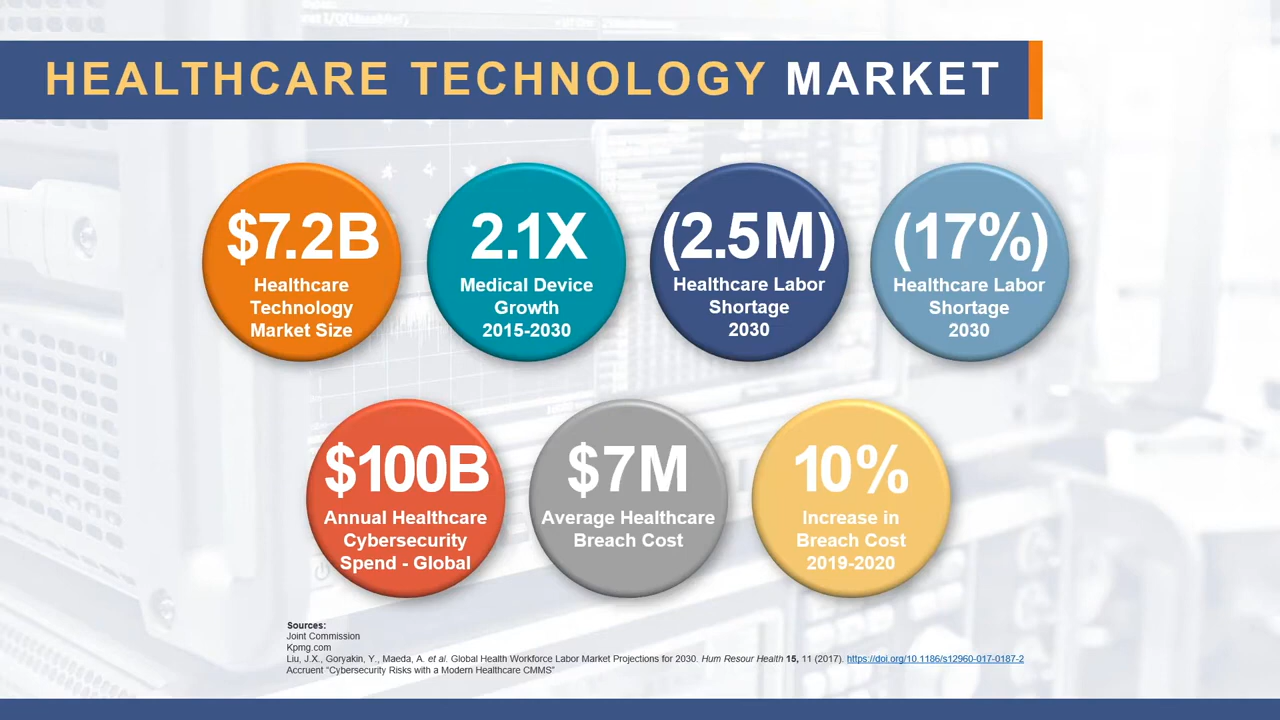 HEALTHCARE TECHNOLOGY MARKET
$7.2B
Healthcare
Technology
Market Size
2.1X
Medical Device
Growth
2015-2030
(2.5M)
Healthcare Labor
Shortage
2030
(17%)
Healthcare Labor
Shortage
2030
$100B
Annual Healthcare
Cybersecurity
Spend - Global
$7M
Average Healthcare
Breach Cost
10%
Increase in
Breach Cost
2019-2020
Sources:
Joint Commission
Kpmg.com
Liu, J.X., Goryakin, Y., Maeda, A. et al. Global Health Workforce Labor Market Projections for 2030. Hum Resour Health 15, 11 (2017). https://doi.org/10.1186/s12960-017-0187-2
Accruent "Cybersecurity Risks with a Modern Healthcare CMMS"